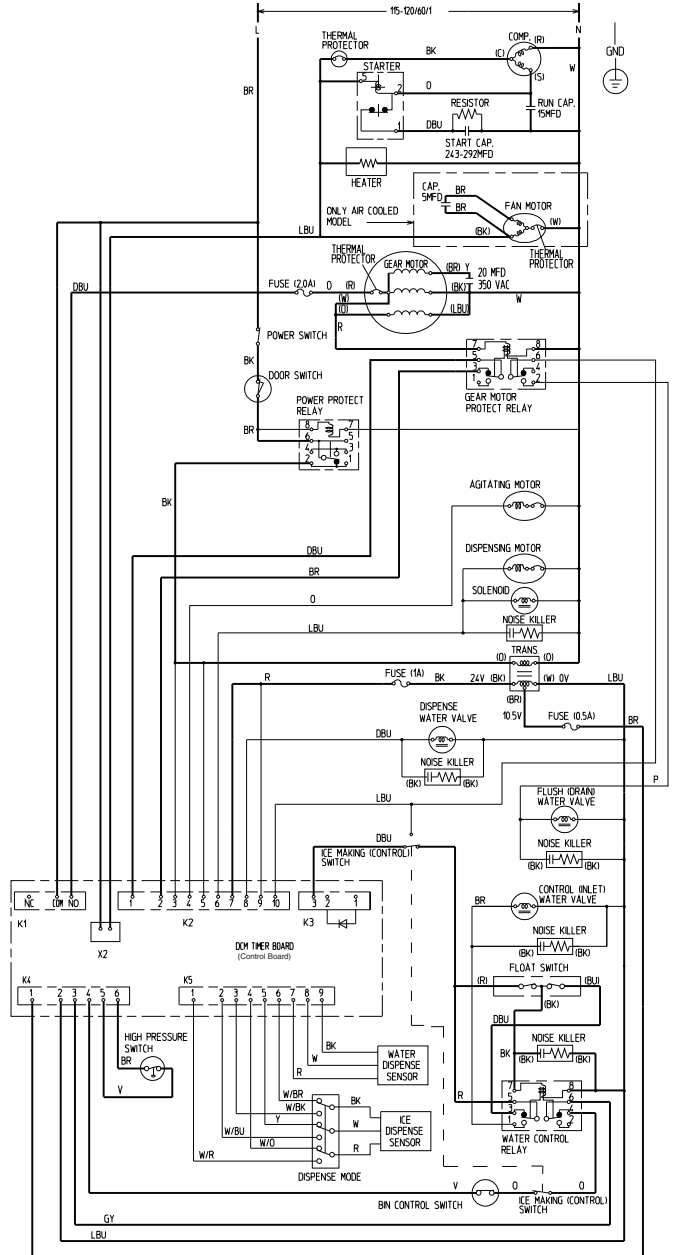 115-120/60/1
L
N
GND
THERMAL
PROTECTOR
COMP.
(R)
(C)
(S)
BK
W
BR
STARTER
5
2
1
O
RESISTOR
DBU
RUN CAP.
15MFD
START CAP.
243-292MFD
HEATER
ONLY AIR COOLED
MODEL
CAP.
5MFD
BR
BR
FAN MOTOR
(W)
(BK)
THERMAL
PROTECTOR
LBU
THERMAL
PROTECTOR
GEAR MOTOR
(BR) Y
20 MFD
350 VAC
DBU
FUSE (2.0A)
O
(R)
(W)
(O)
(BK)
(LBU)
W
R
POWER SWITCH
BK
DOOR SWITCH
BR
7
5
3
1
8
6
4
2
GEAR MOTOR
PROTECT RELAY
POWER PROTECT
RELAY
8
6
4
2
7
5
3
1
BK
AGITATING MOTOR
DBU
BR
DISPENSING MOTOR
O
SOLENOID
LBU
NOISE KILLER
TRANS.
(O)
(O)
R
FUSE (1A)
BK
24V (BK)
(W) 0V
LBU
(BR)
10.5V
FUSE (0.5A)
BR
DISPENSE
WATER VALVE
DBU
NOISE KILLER
(BK)
(BK)
P
LBU
FLUSH (DRAIN)
WATER VALVE
DBU
ICE MAKING (CONTROL)
SWITCH
NOISE KILLER
(BK)
(BK)
NC
COM
NO
K1
1 2 3 4 5 6 7 8 9 10
K2
3 2 1
K3
X2
DCM TIMER BOARD
(Control Board)
BR
CONTROL (INLET)
WATER VALVE
NOISE KILLER
(BK)
(BK)
FLOAT SWITCH
(R)
(BU)
(BK)
K4
1 2 3 4 5 6
K5
1 2 3 4 5 6 7 8 9
DBU
NOISE KILLER
BK
(BK)
(BK)
HIGH PRESSURE
SWITCH
BR
V
BK
W
R
WATER
DISPENSE
SENSOR
R
7
5
3
1
8
6
4
2
WATER CONTROL
RELAY
W/BR
W/BK
Y
W/BU
W/O
W/R
BK
W
R
ICE
DISPENSE
SENSOR
DISPENSE MODE
V
BIN CONTROL SWITCH
O
O
ICE MAKING (CONTROL)
SWITCH
GY
LBU